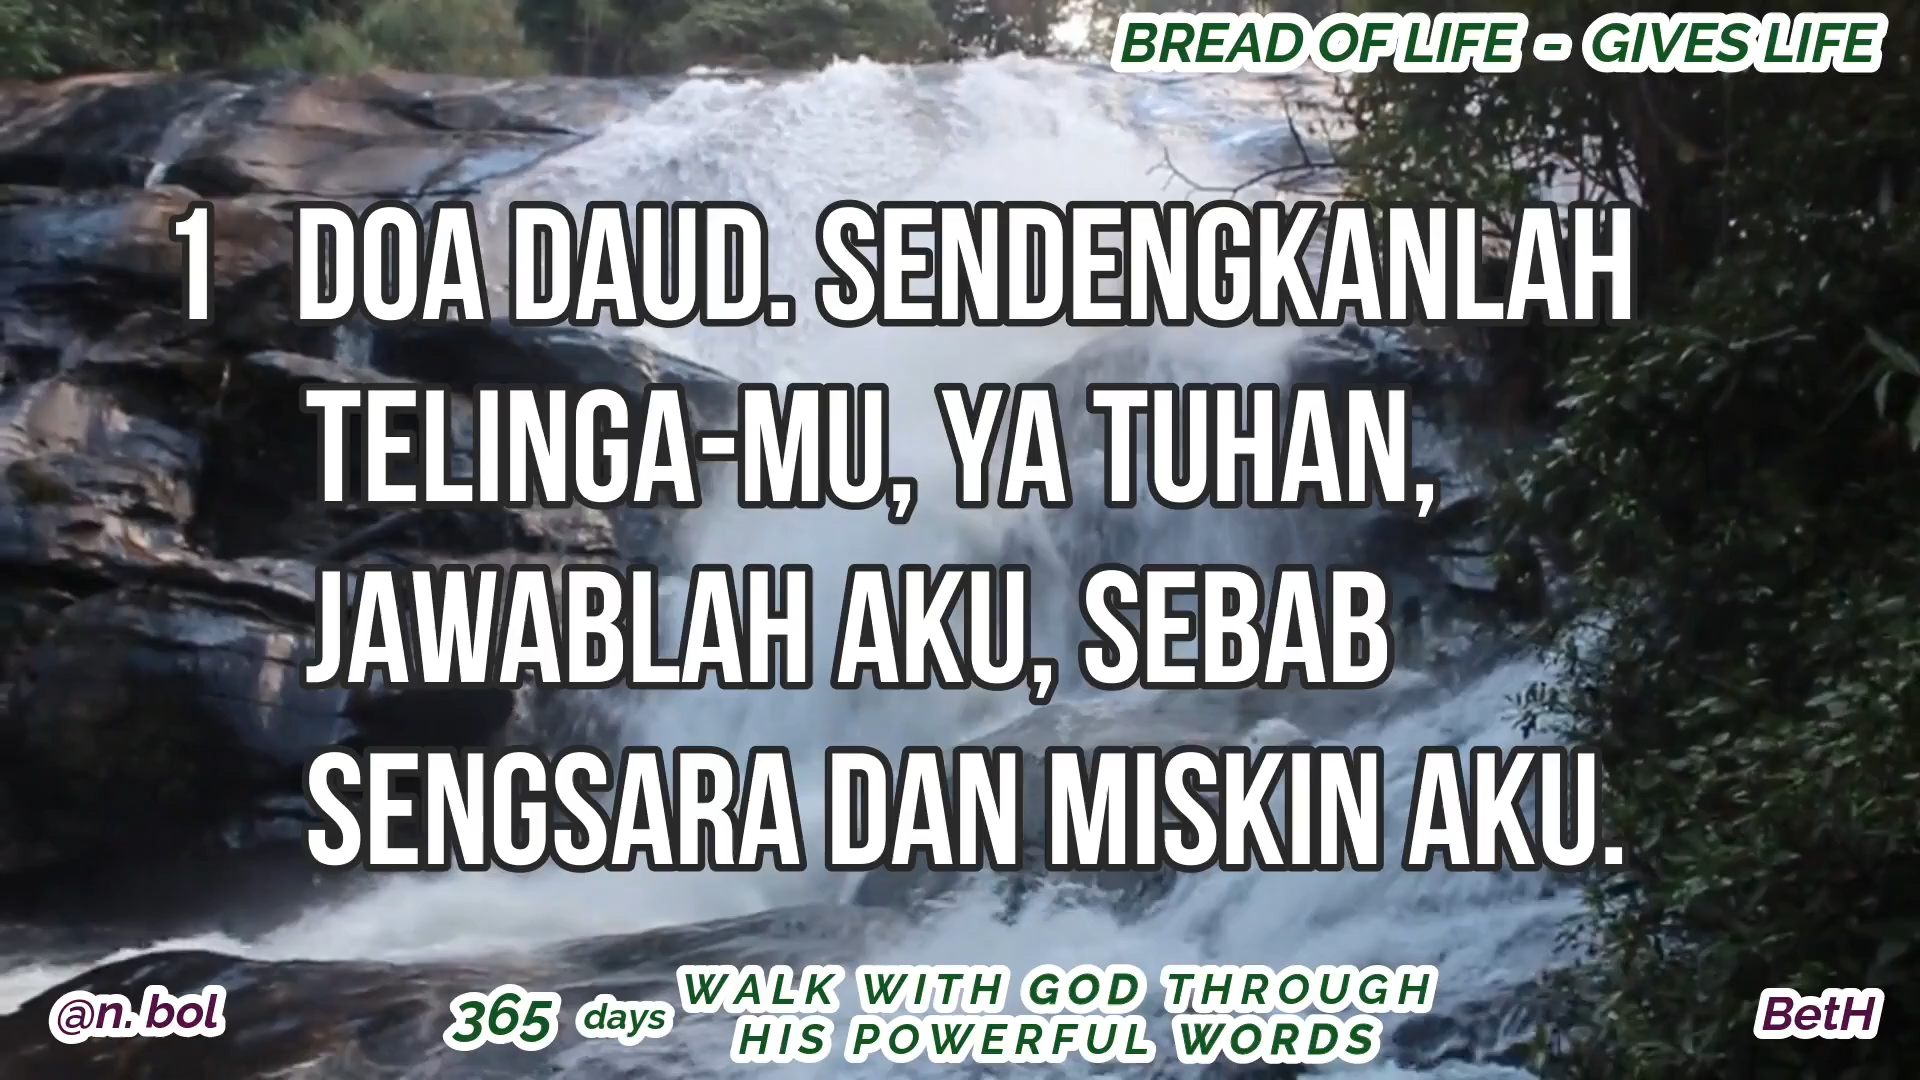 BREAD OF LIFE - GIVES LIFE
1 DOA DAUD. SENDENGKANLAH
TELINGA-MU, YA TUHAN,
JAWABLAH AKU, SEBAB
SENGSARA DAN MISKIN AKU.
@n.bol
365 days
WALK WITH GOD THROUGH
HIS POWERFUL WORDS
BetH